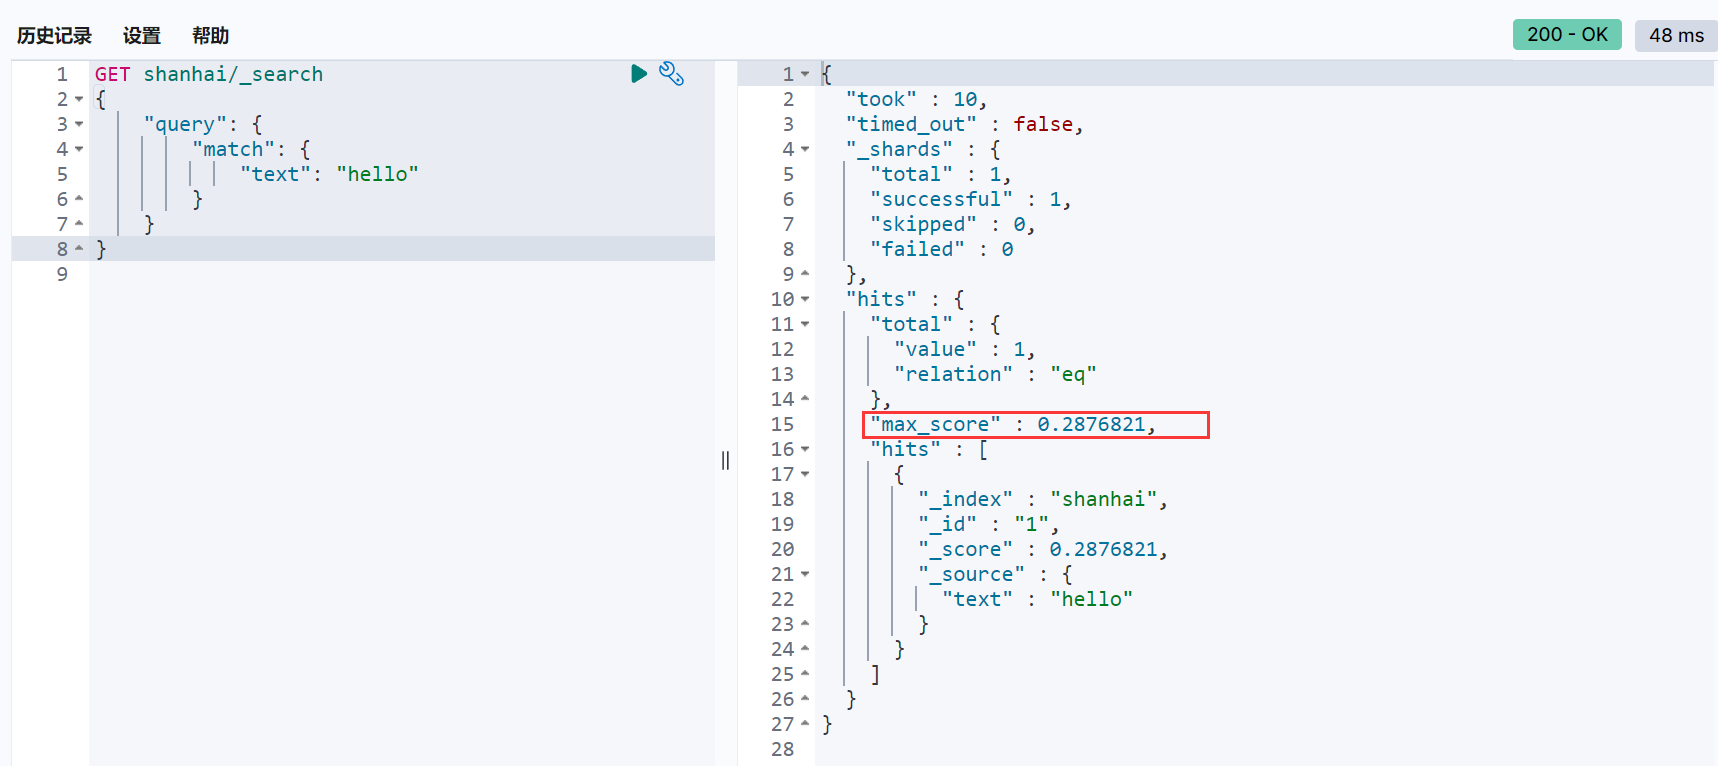 历史记录 设置 帮助 200 - OK 48 ms
1 GET shanhai/_search
2 {
3 "query": {
4 "match": {
5 "text": "hello"
6 }
7 }
8 }
9
1 {
2 "took" : 10,
3 "timed_out" : false,
4 "_shards" : {
5 "total" : 1,
6 "successful" : 1,
7 "skipped" : 0,
8 "failed" : 0
9 },
10 "hits" : {
11 "total" : {
12 "value" : 1,
13 "relation" : "eq"
14 },
15 "max_score" : 0.2876821,
16 "hits" : [
17 {
18 "_index" : "shanhai",
19 "_id" : "1",
20 "_score" : 0.2876821,
21 "_source" : {
22 "text" : "hello"
23 }
24 }
25 ]
26 }
27 }
28